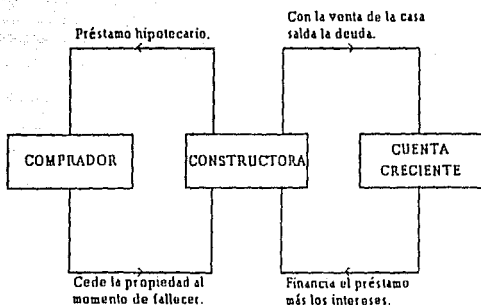 Préstamo hipotecario.
Con la venta de la casa
salda la deuda.
COMPRADOR
CONSTRUCTORA
CUENTA
CRECIENTE
Cede la propiedad al
momento de fallecer.
Financia el préstamo
más los intereses.